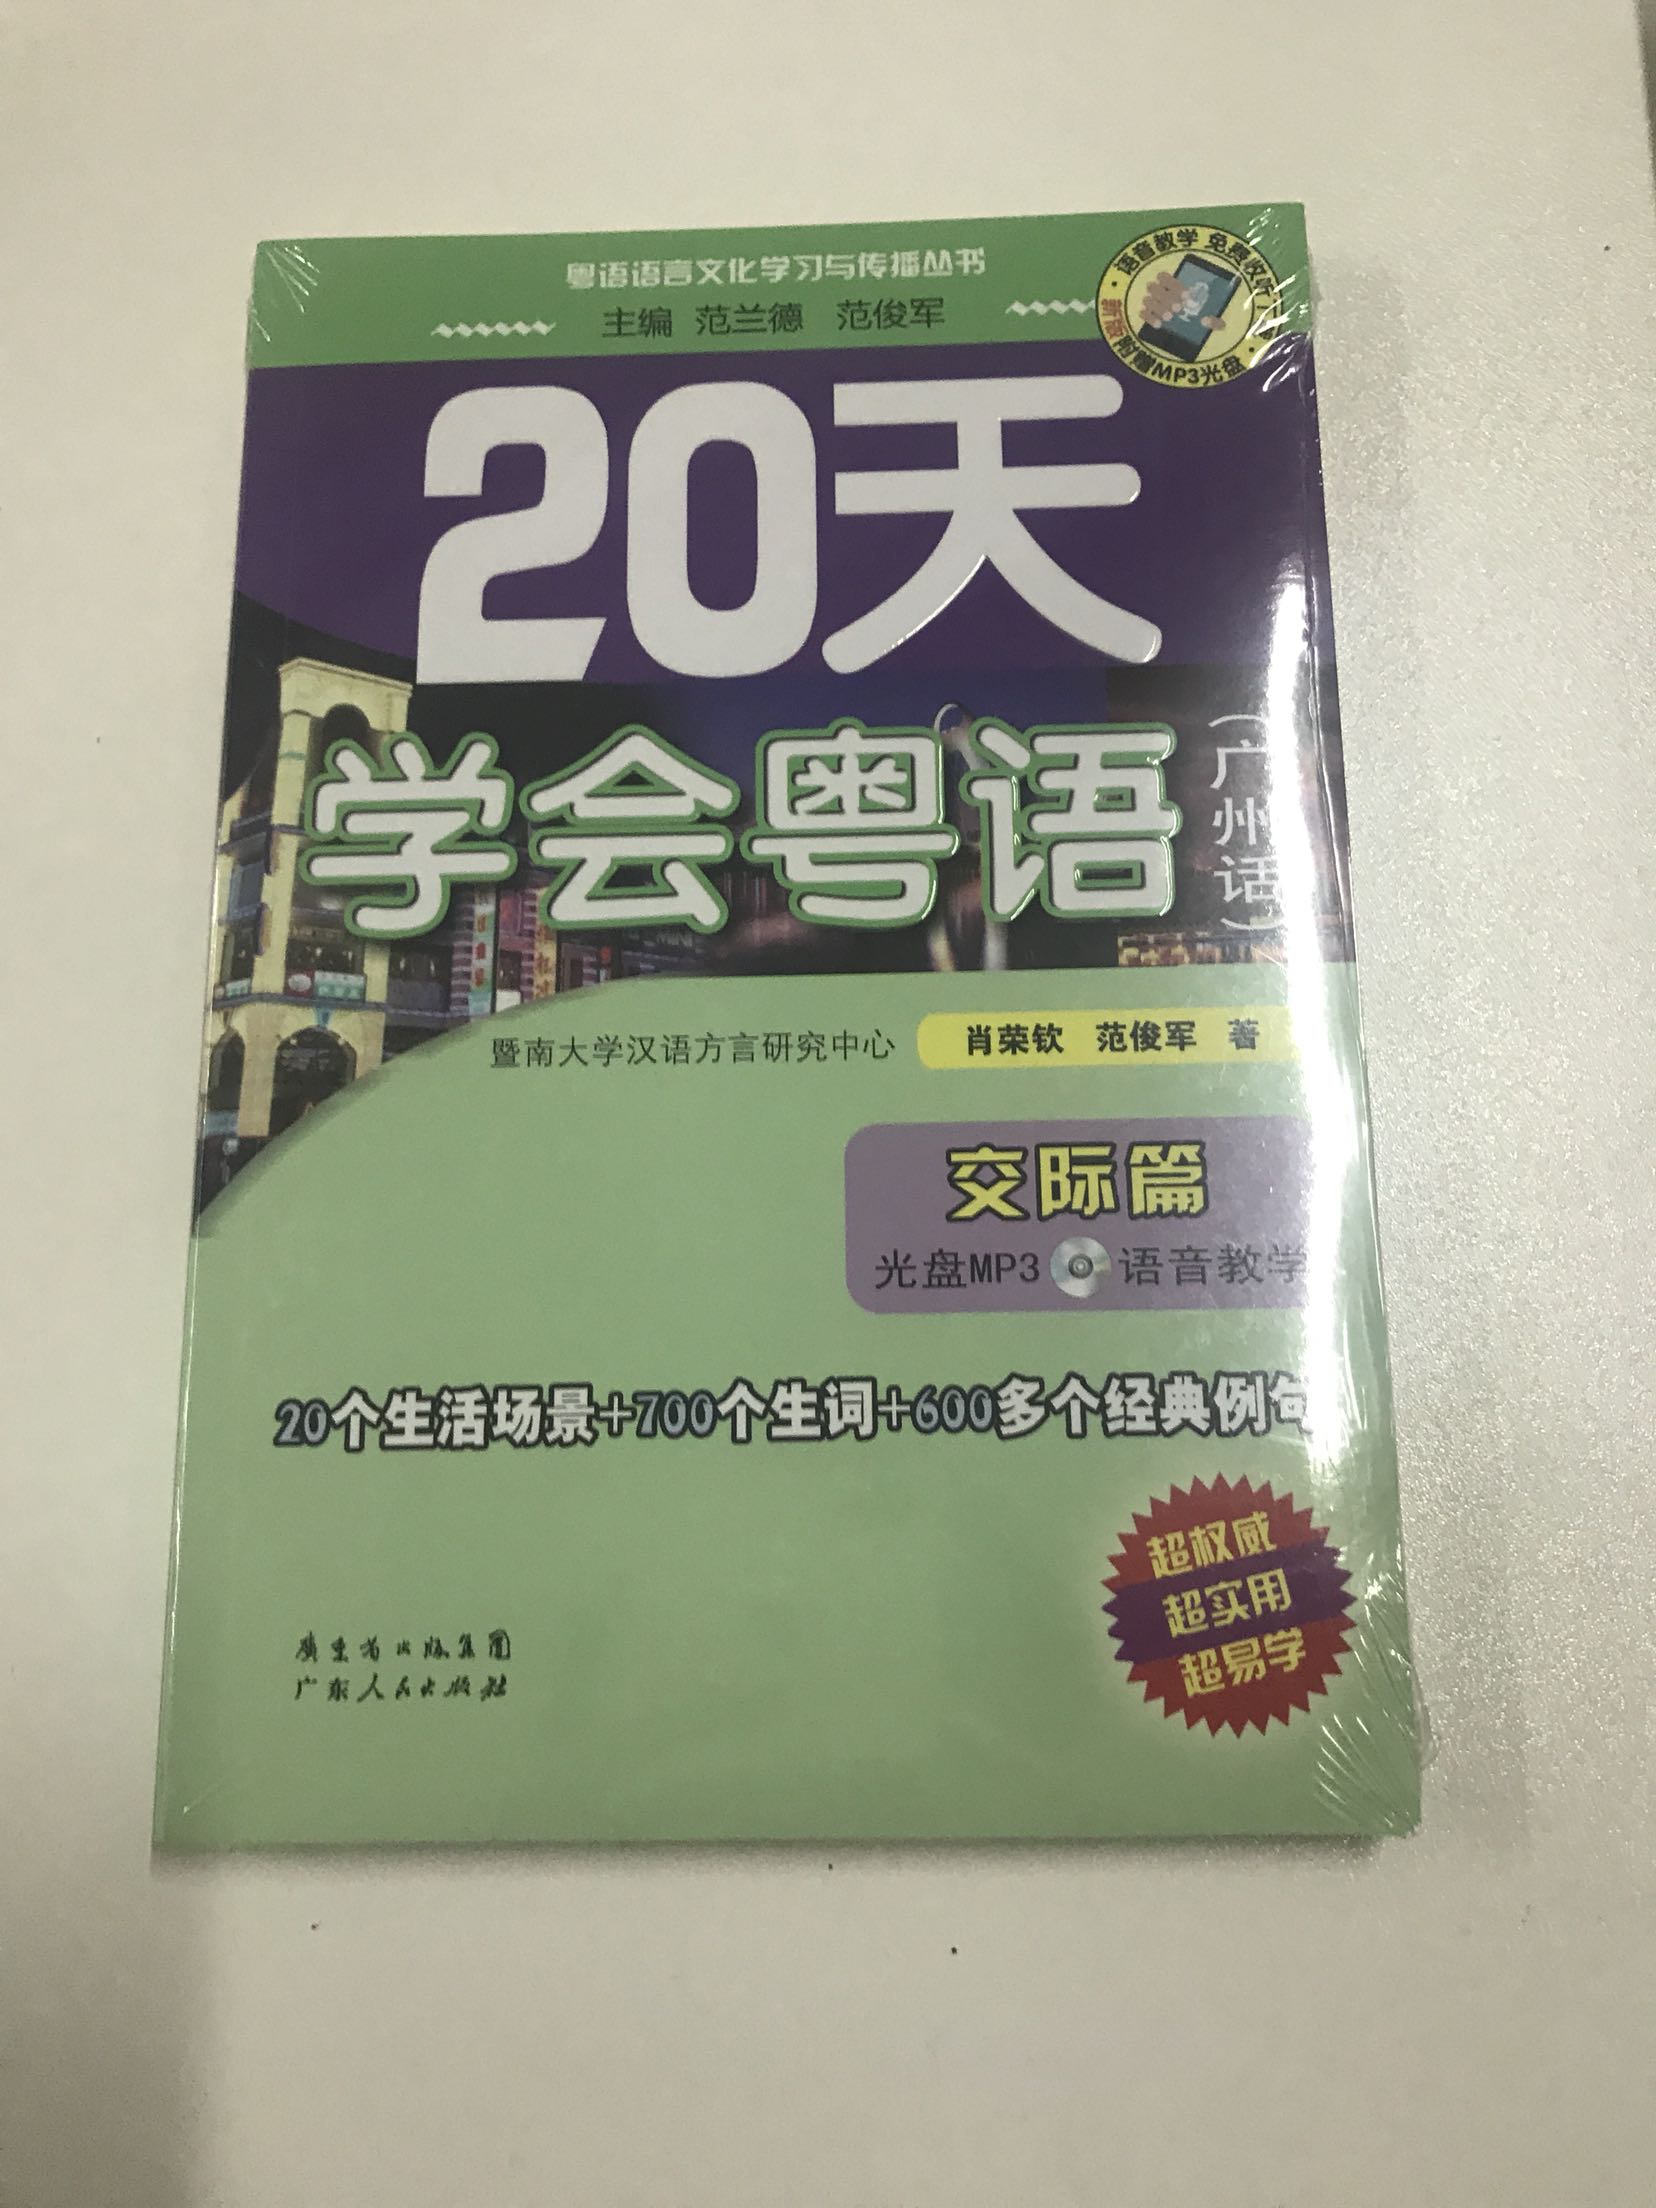 粤语语言文化学习与传播丛书
主编 范兰德 范俊军
语音教学 免费收听
新版附赠MP3光盘
20天
学会粤语
(广州话)
暨南大学汉语方言研究中心
肖荣钦 范俊军 著
交际篇
光盘MP3 语音教学
20个生活场景+700个生词+600多个经典例句
超权威
超实用
超易学
廣東省出版集團
广东人民出版社